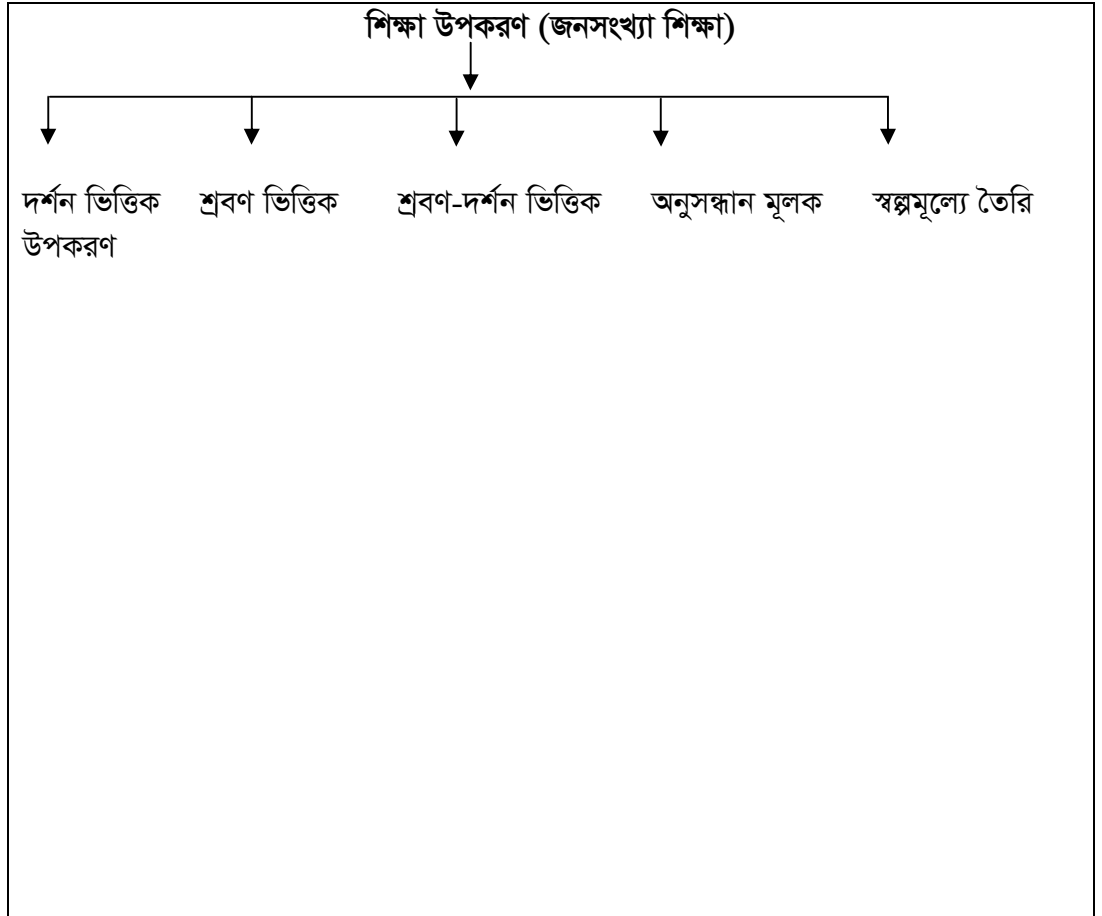 শিক্ষা উপকরণ (জনসংখ্যা শিক্ষা)
দর্শন ভিত্তিক উপকরণ
শ্রবণ ভিত্তিক
শ্রবণ-দর্শন ভিত্তিক
অনুসন্ধান মূলক
স্বল্পমূল্যে তৈরি